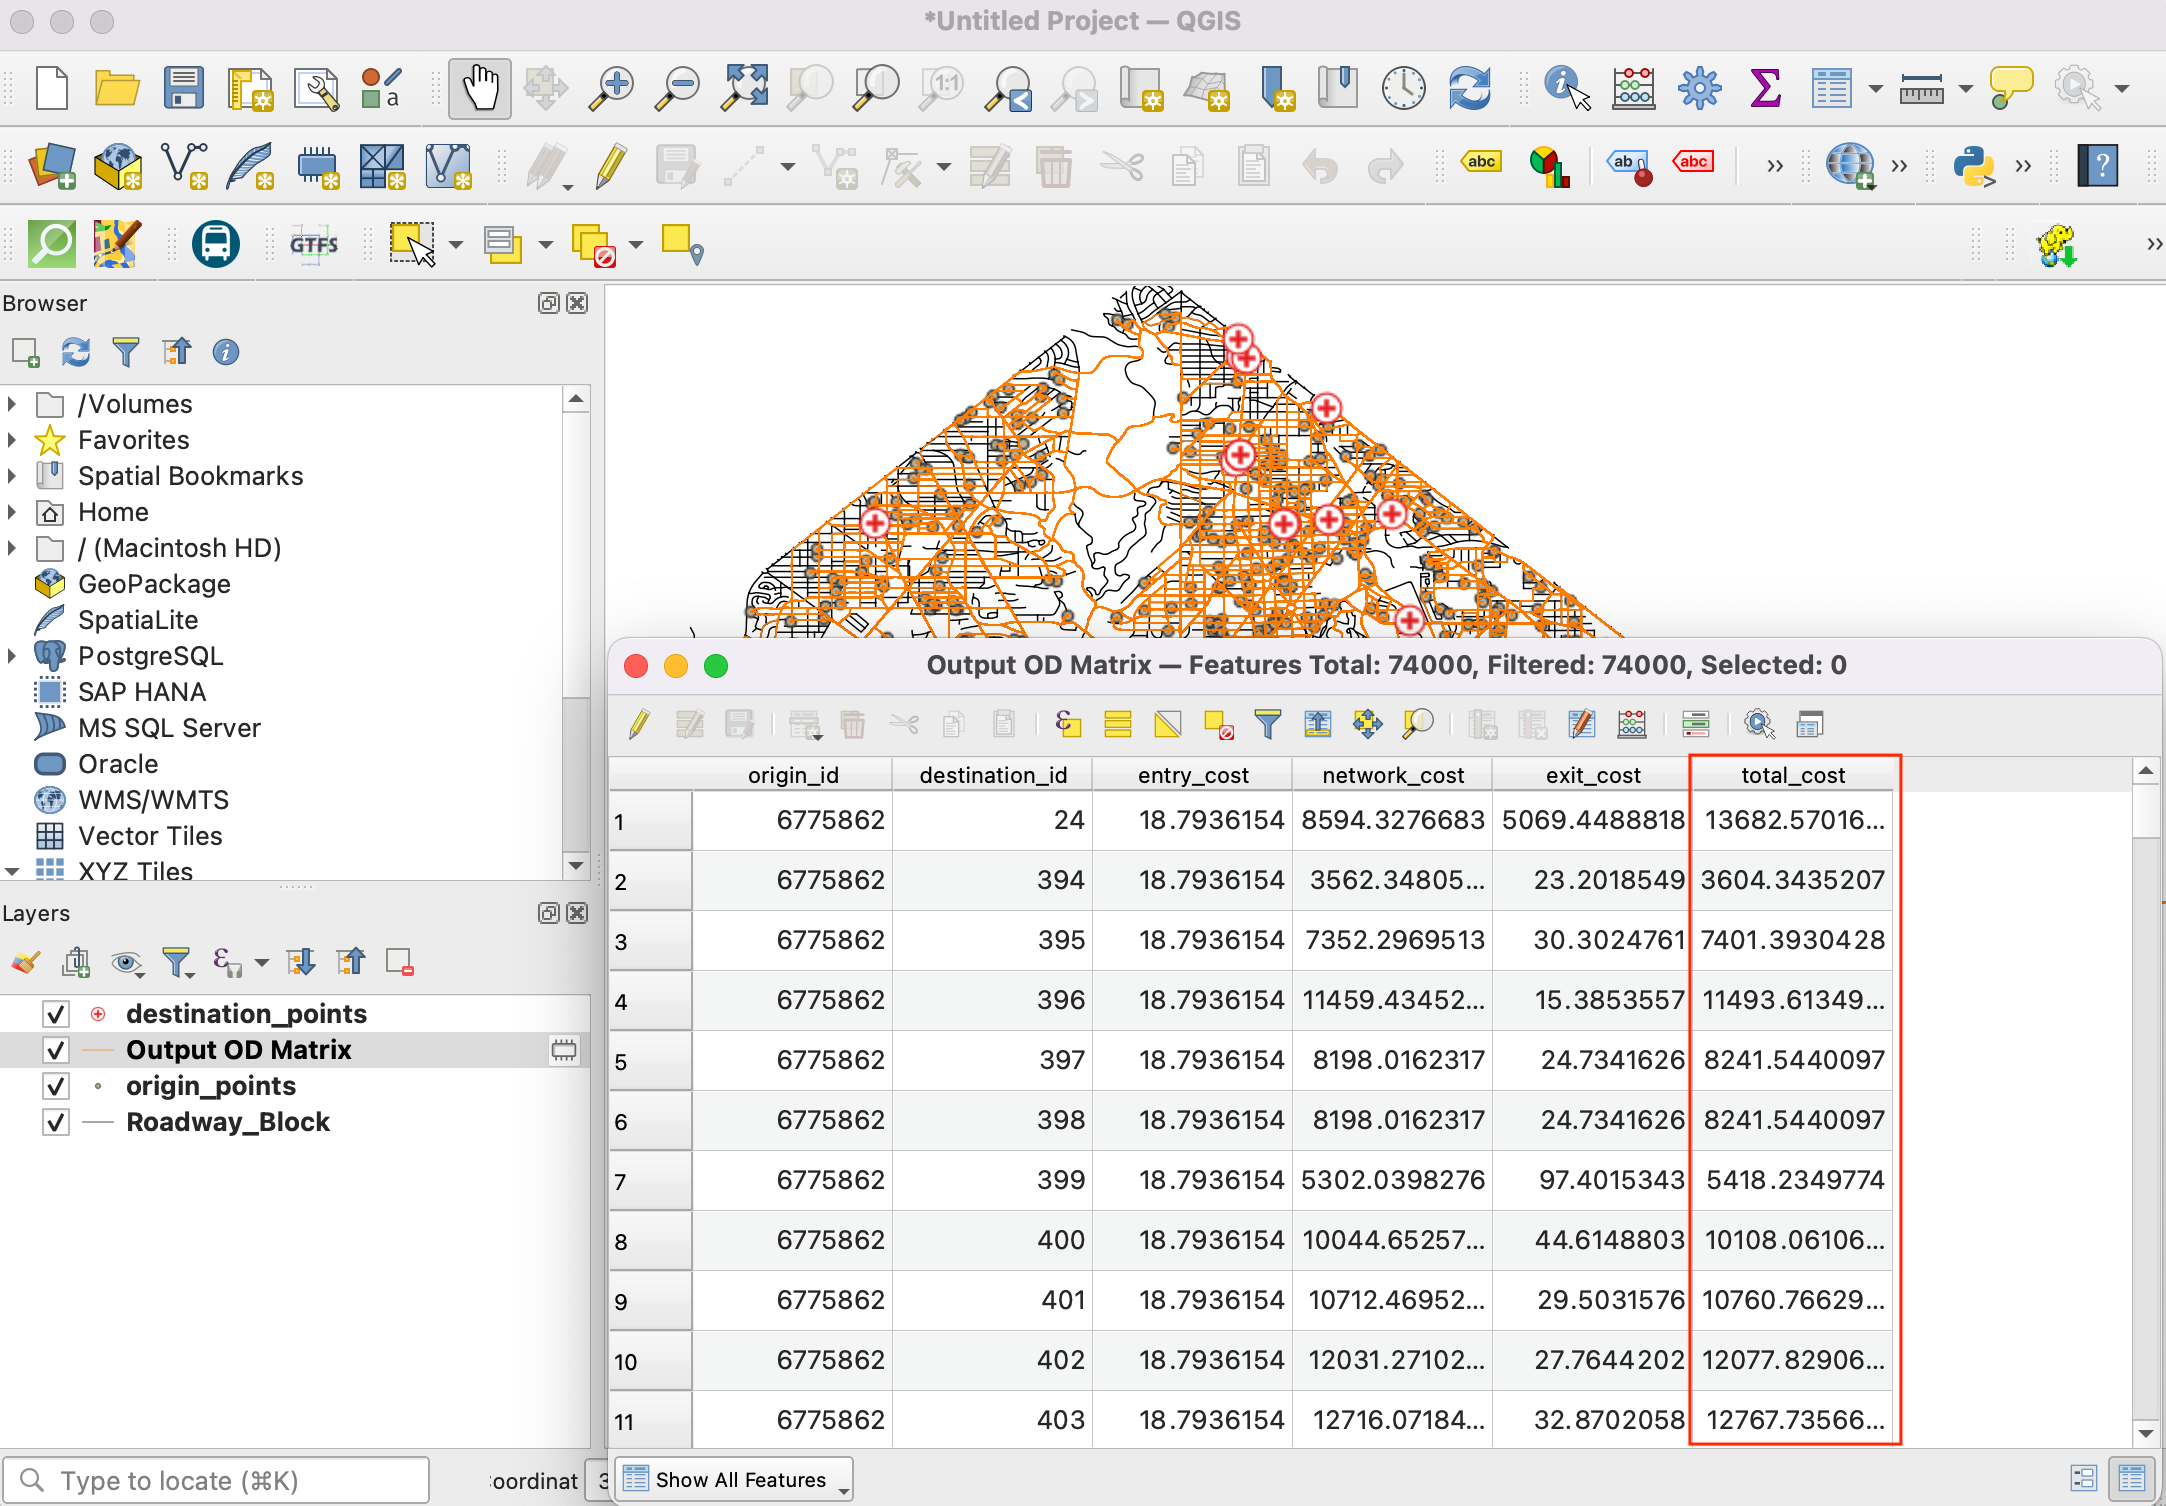 *Untitled Project — QGIS
1:1
a
abc
ab
abc
>>
>>
>>
?
GTFS
>>
Browser
/Volumes
Favorites
Spatial Bookmarks
Home
/ (Macintosh HD)
GeoPackage
SpatiaLite
PostgreSQL
SAP HANA
MS SQL Server
Oracle
WMS/WMTS
Vector Tiles
XYZ Tiles
Layers
destination_points
Output OD Matrix
origin_points
Roadway_Block
Type to locate (⌘K)
oordinat
Output OD Matrix — Features Total: 74000, Filtered: 74000, Selected: 0
origin_id destination_id entry_cost network_cost exit_cost total_cost
1 6775862 24 18.7936154 8594.3276683 5069.4488818 13682.57016...
2 6775862 394 18.7936154 3562.34805... 23.2018549 3604.3435207
3 6775862 395 18.7936154 7352.2969513 30.3024761 7401.3930428
4 6775862 396 18.7936154 11459.43452... 15.3853557 11493.61349...
5 6775862 397 18.7936154 8198.0162317 24.7341626 8241.5440097
6 6775862 398 18.7936154 8198.0162317 24.7341626 8241.5440097
7 6775862 399 18.7936154 5302.0398276 97.4015343 5418.2349774
8 6775862 400 18.7936154 10044.65257... 44.6148803 10108.06106...
9 6775862 401 18.7936154 10712.46952... 29.5031576 10760.76629...
10 6775862 402 18.7936154 12031.27102... 27.7644202 12077.82906...
11 6775862 403 18.7936154 12716.07184... 32.8702058 12767.73566...
Show All Features